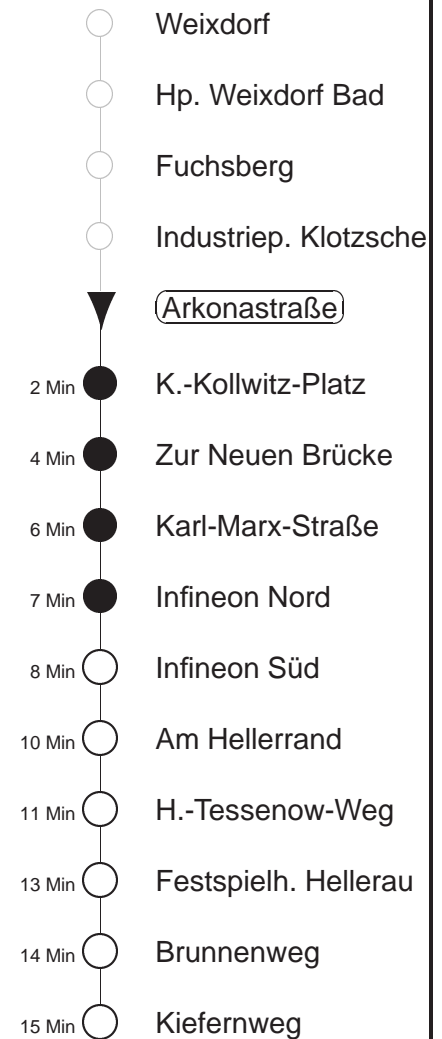 Weixdorf
Hp. Weixdorf Bad
Fuchsberg
Industriep. Klotzsche
Arkonastraße
2 Min K.-Kollwitz-Platz
4 Min Zur Neuen Brücke
6 Min Karl-Marx-Straße
7 Min Infineon Nord
8 Min Infineon Süd
10 Min Am Hellerrand
11 Min H.-Tessenow-Weg
13 Min Festspielh. Hellerau
14 Min Brunnenweg
15 Min Kiefernweg